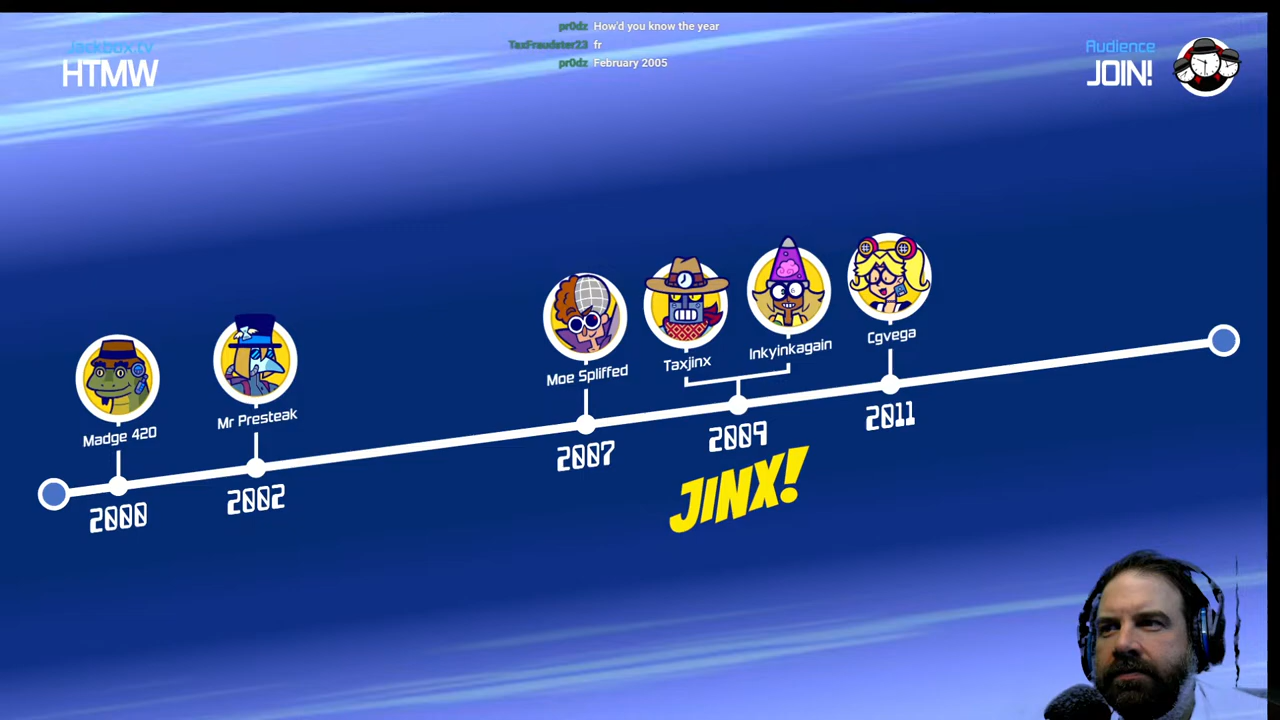 Jackbox.tv
HTMW
pr0dz How'd you know the year
TaxFraudster23 fr
pr0dz February 2005
Audience
JOIN!
Madge 420
Mr Presteak
Moe Spliffed
Taxjinx
Inkyinkagain
Cgvega
2000
2002
2007
2009
2011
JINX!